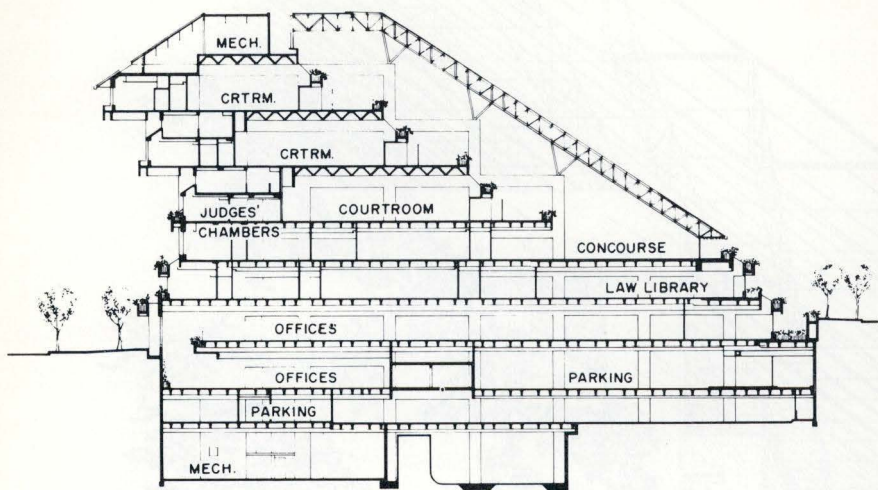 MECH.
CRTRM.
CRTRM.
JUDGES'
CHAMBERS
COURTROOM
CONCOURSE
LAW LIBRARY
OFFICES
OFFICES
PARKING
PARKING
MECH.